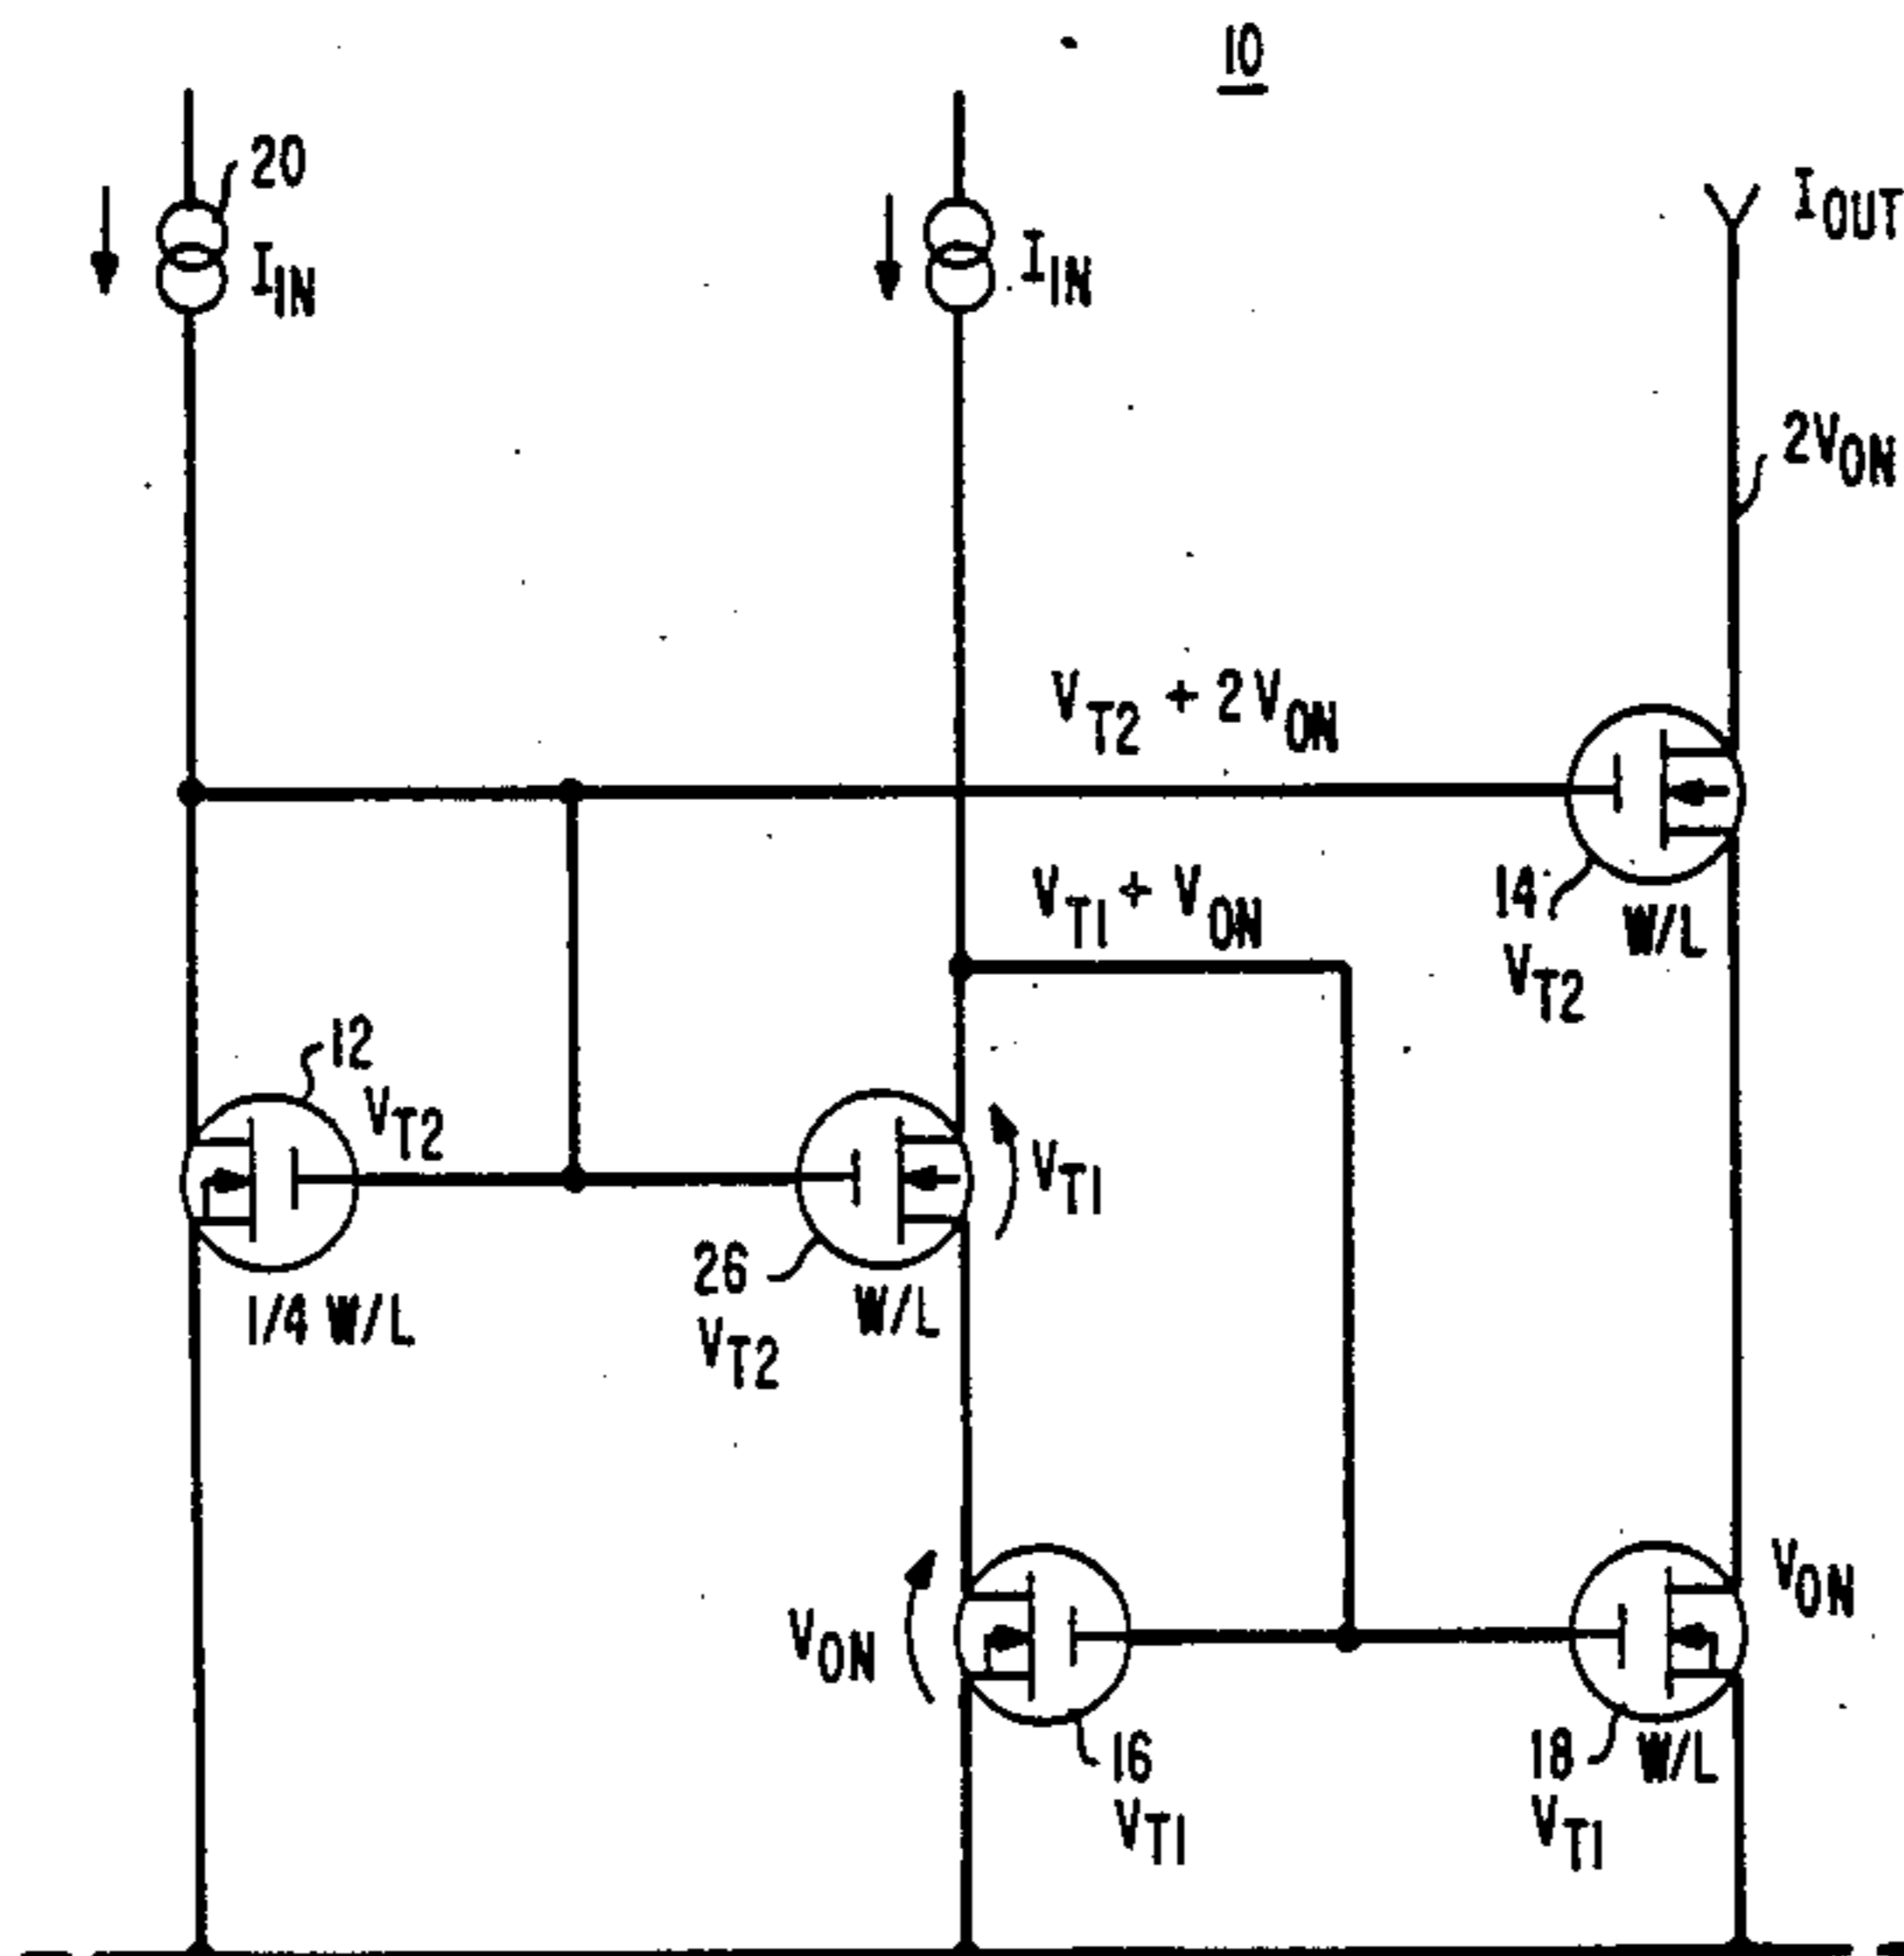 10
20
I_IN
I_IN
I_OUT
2V_ON
V_T2 + 2V_ON
V_T1 + V_ON
14
W/L
V_T2
12
V_T2
V_T1
26
W/L
V_T2
1/4 W/L
V_ON
V_ON
16
V_T1
18
W/L
V_T1